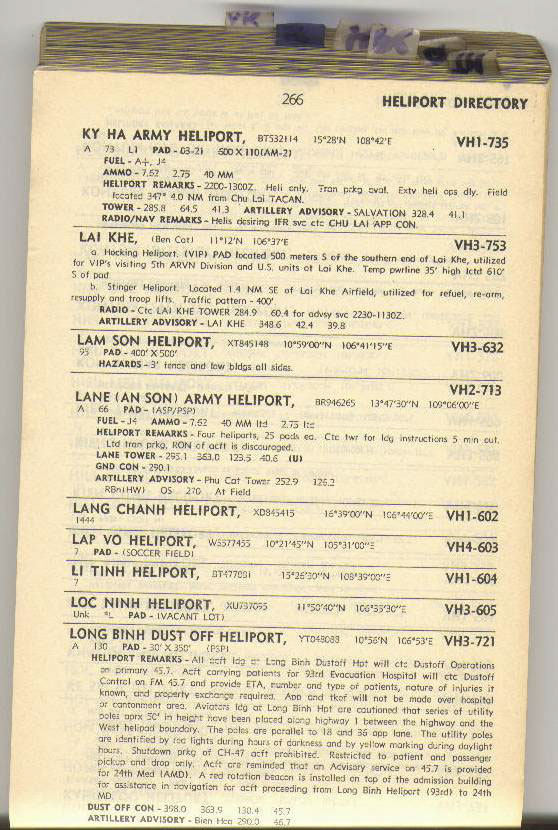 VK
HBK
266
HELIPORT DIRECTORY
KY HA ARMY HELIPORT, BT532114 15°28'N 108°42'E VH1-735
A 73 L1 PAD - 03-21 600 X 110(AM-2)
FUEL - A+, J4
AMMO - 7.62 2.75 40 MM
HELIPORT REMARKS - 2200-1300Z. Heli only. Tran prkg aval. Extv heli ops dly. Field
located 347° 4.0 NM from Chu Lai TACAN.
TOWER - 285.8 64.5 41.3 ARTILLERY ADVISORY - SALVATION 328.4 41.1
RADIO/NAV REMARKS - Helis desiring IFR svc ctc CHU LAI APP CON.
LAI KHE, (Ben Cat) 11°12'N 106°37'E VH3-753
a. Hocking Heliport. (VIP) PAD located 500 meters S of the southern end of Lai Khe, utilized
for VIP's visiting 5th ARVN Division and U.S. units at Lai Khe. Temp pwrline 35' high lctd 610'
S of pad.
b. Stinger Heliport. Located 1.4 NM SE of Lai Khe Airfield, utilized for refuel, re-arm,
resupply and troop lifts. Traffic pattern - 400'.
RADIO - Ctc LAI KHE TOWER 284.9 60.4 for advsy svc 2230-1130Z.
ARTILLERY ADVISORY - LAI KHE 348.6 42.4 39.8
LAM SON HELIPORT, XT845148 10°59'00"N 106°41'15"E VH3-632
95 PAD - 400' X 500'
HAZARDS - 3' fence and low bldgs all sides.
VH2-713
LANE (AN SON) ARMY HELIPORT, BR946265 13°47'30"N 109°06'00"E
A 66 PAD - (ASP/PSP)
FUEL - J4 AMMO - 7.62 40 MM ltd 2.75 ltd
HELIPORT REMARKS - Four heliports, 25 pads ea. Ctc twr for ldg instructions 5 min out.
Ltd tran prkg, RON of acft is discouraged.
LANE TOWER - 295.1 363.0 123.5 40.6 (U)
GND CON - 290.1
ARTILLERY ADVISORY - Phu Cat Tower 252.9 126.2
RBn(HW) OS 270 At Field
LANG CHANH HELIPORT, XD845415 16°39'00"N 106°44'00"E VH1-602
1444
LAP VO HELIPORT, WS577455 10°21'45"N 105°31'00"E VH4-603
7 PAD - (SOCCER FIELD)
LI TINH HELIPORT, BT477081 15°26'30"N 108°39'00"E VH1-604
7
LOC NINH HELIPORT, XU737095 11°50'40"N 106°35'30"E VH3-605
Unk *L PAD - (VACANT LOT)
LONG BINH DUST OFF HELIPORT, YT048088 10°56'N 106°53'E VH3-721
A 130 PAD - 30' X 350' (PSP)
HELIPORT REMARKS - All acft ldg at Long Binh Dustoff Hpt will ctc Dustoff Operations
on primary 45.7. Acft carrying patients for 93rd Evacuation Hospital will ctc Dustoff
Control on FM 45.7 and provide ETA, number and type of patients, nature of injuries if
known, and property exchange required. App and tkof will not be made over hospital
or cantonment area. Aviators ldg at Long Binh Hpt are cautioned that series of utility
poles aprx 50' in height have been placed along highway 1 between the highway and the
West helipad boundary. The poles are parallel to 18 and 36 app lane. The utility poles
are identified by red lights during hours of darkness and by yellow marking during daylight
hours. Shutdown prkg of CH-47 acft prohibited. Restricted to patient and passenger
pickup and drop only. Acft are reminded that an Advisory service on 45.7 is provided
for 24th Med (AMD). A red rotation beacon is installed on top of the admission building
for assistance in navigation for acft proceeding from Long Binh Heliport (93rd) to 24th
MD.
DUST OFF CON - 398.0 363.9 130.4 45.7
ARTILLERY ADVISORY - Bien Hoa 290.0 46.7